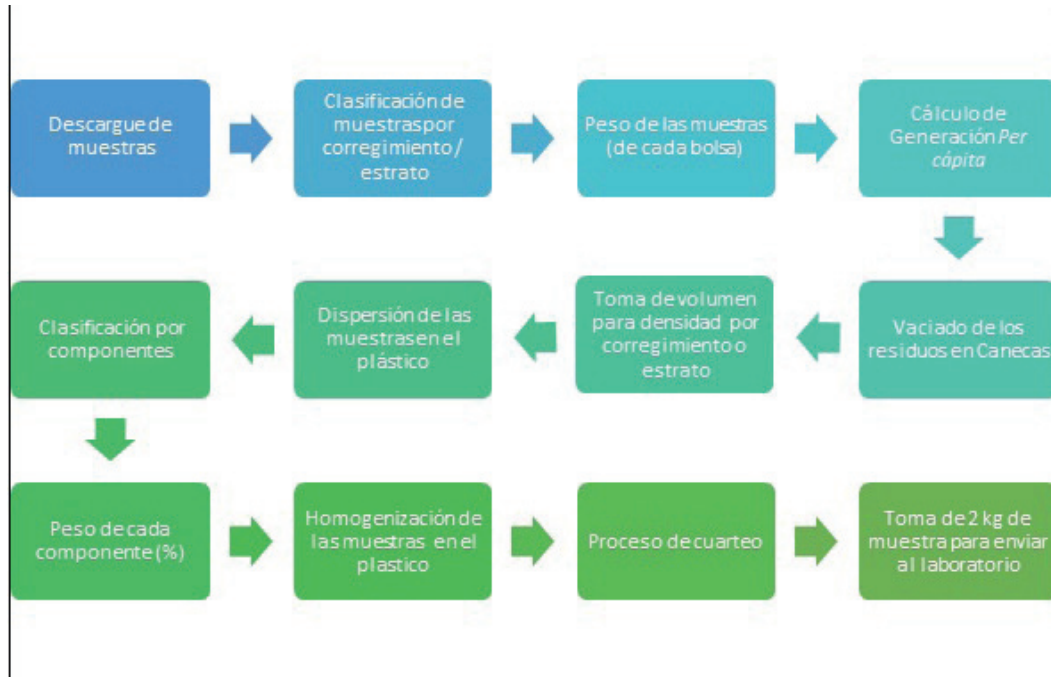 Descargue de
muestras
Clasificación de
muestraspor
corregimiento /
estrato
Peso de las muestras
(de cada bolsa)
Cálculo de
Generación Per
cápita
Vaciado de los
residuos en Canecas
Toma de volumen
para densidad por
corregimiento o
estrato
Dispersión de las
muestrasen el
plástico
Clasificación por
componentes
Peso de cada
componente (%)
Homogenización de
las muestras en el
plastico
Proceso de cuarteo
Toma de 2 kg de
muestra para enviar
al laboratorio